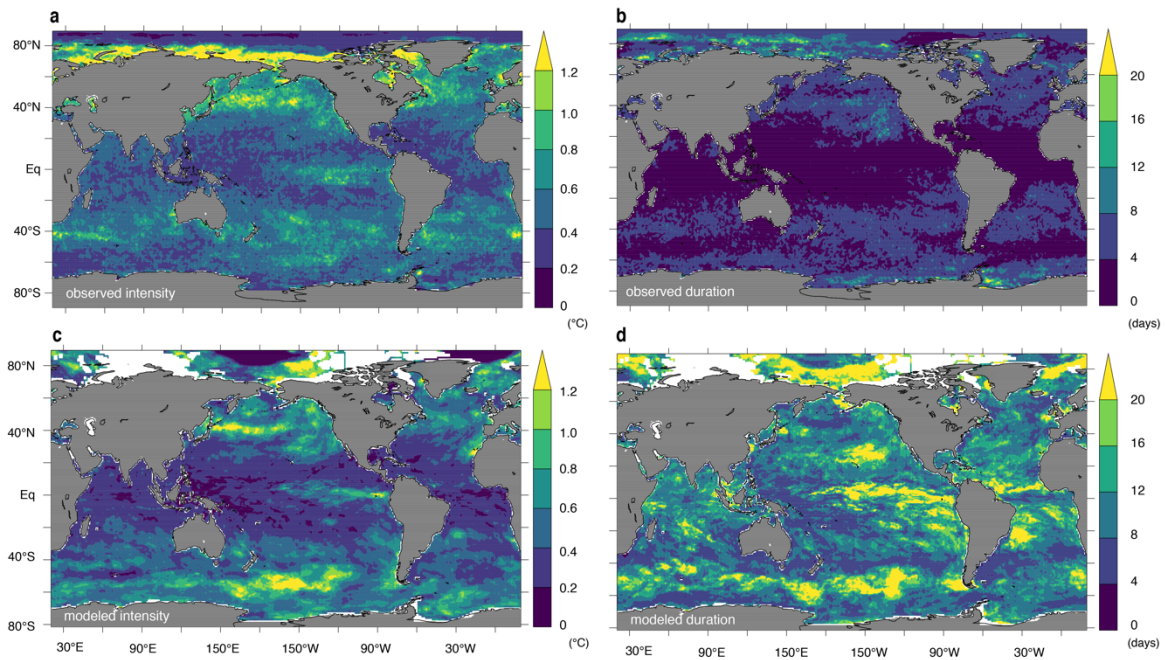 a
80°N
40°N
Eq
40°S
80°S
observed intensity
1.2
1.0
0.8
0.6
0.4
0.2
0
(°C)
b
observed duration
20
16
12
8
4
0
(days)
c
80°N
40°N
Eq
40°S
80°S
modeled intensity
30°E 90°E 150°E 150°W 90°W 30°W
1.2
1.0
0.8
0.6
0.4
0.2
0
(°C)
d
modeled duration
30°E 90°E 150°E 150°W 90°W 30°W
20
16
12
8
4
0
(days)